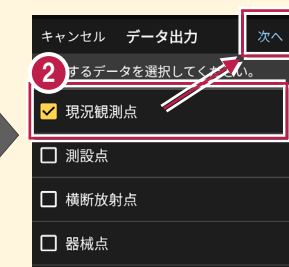 キャンセル データ出力 次へ
2 するデータを選択してください。
現況観測点
測設点
横断放射点
器械点